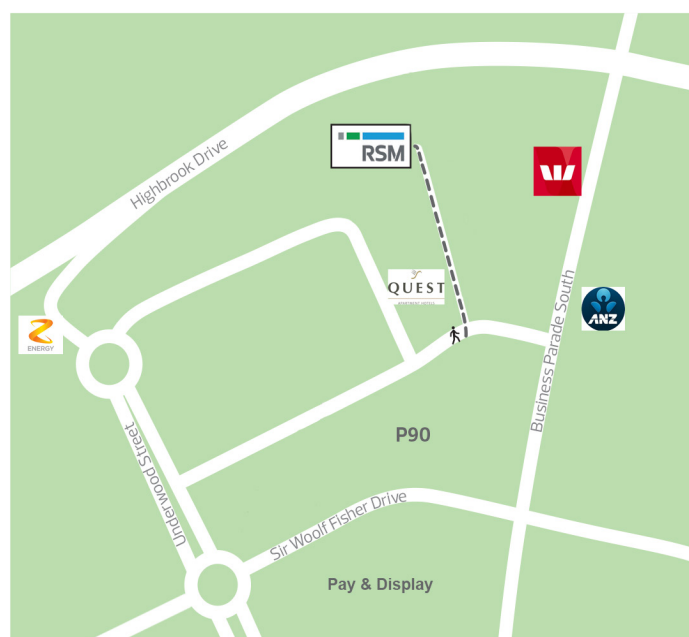 Highbrook Drive
RSM
QUEST
APARTMENT HOTELS
ANZ
Business Parade South
ENERGY
P90
Underwood Street
Sir Woolf Fisher Drive
Pay & Display